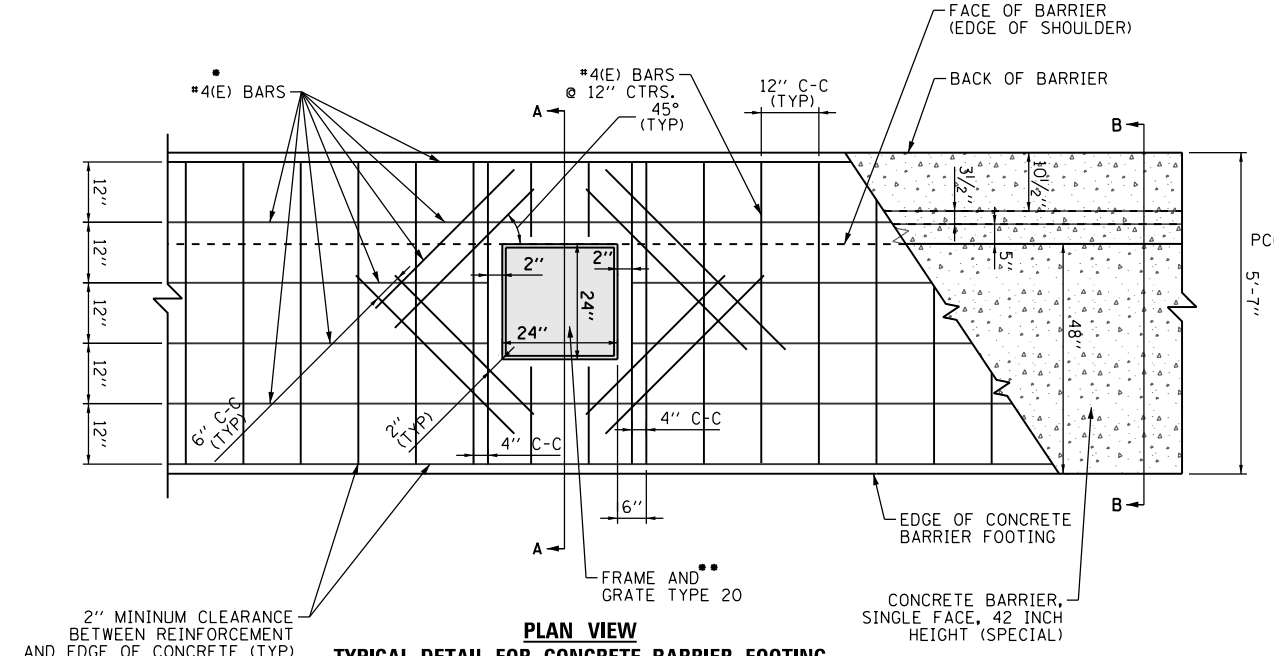 FACE OF BARRIER
(EDGE OF SHOULDER)
BACK OF BARRIER
*
#4(E) BARS
#4(E) BARS
@ 12" CTRS.
45°
(TYP)
12" C-C
(TYP)
A
B
12"
12"
12"
12"
12"
3½"
10½"
5"
48"
5'-7"
2"
2"
24"
24"
6" C-C
(TYP)
2"
(TYP)
4" C-C
4" C-C
6"
A
B
EDGE OF CONCRETE
BARRIER FOOTING
FRAME AND **
GRATE TYPE 20
CONCRETE BARRIER,
SINGLE FACE, 42 INCH
HEIGHT (SPECIAL)
2" MININUM CLEARANCE
BETWEEN REINFORCEMENT
AND EDGE OF CONCRETE (TYP)
PLAN VIEW
TYPICAL DETAIL FOR CONCRETE BARRIER FOOTING